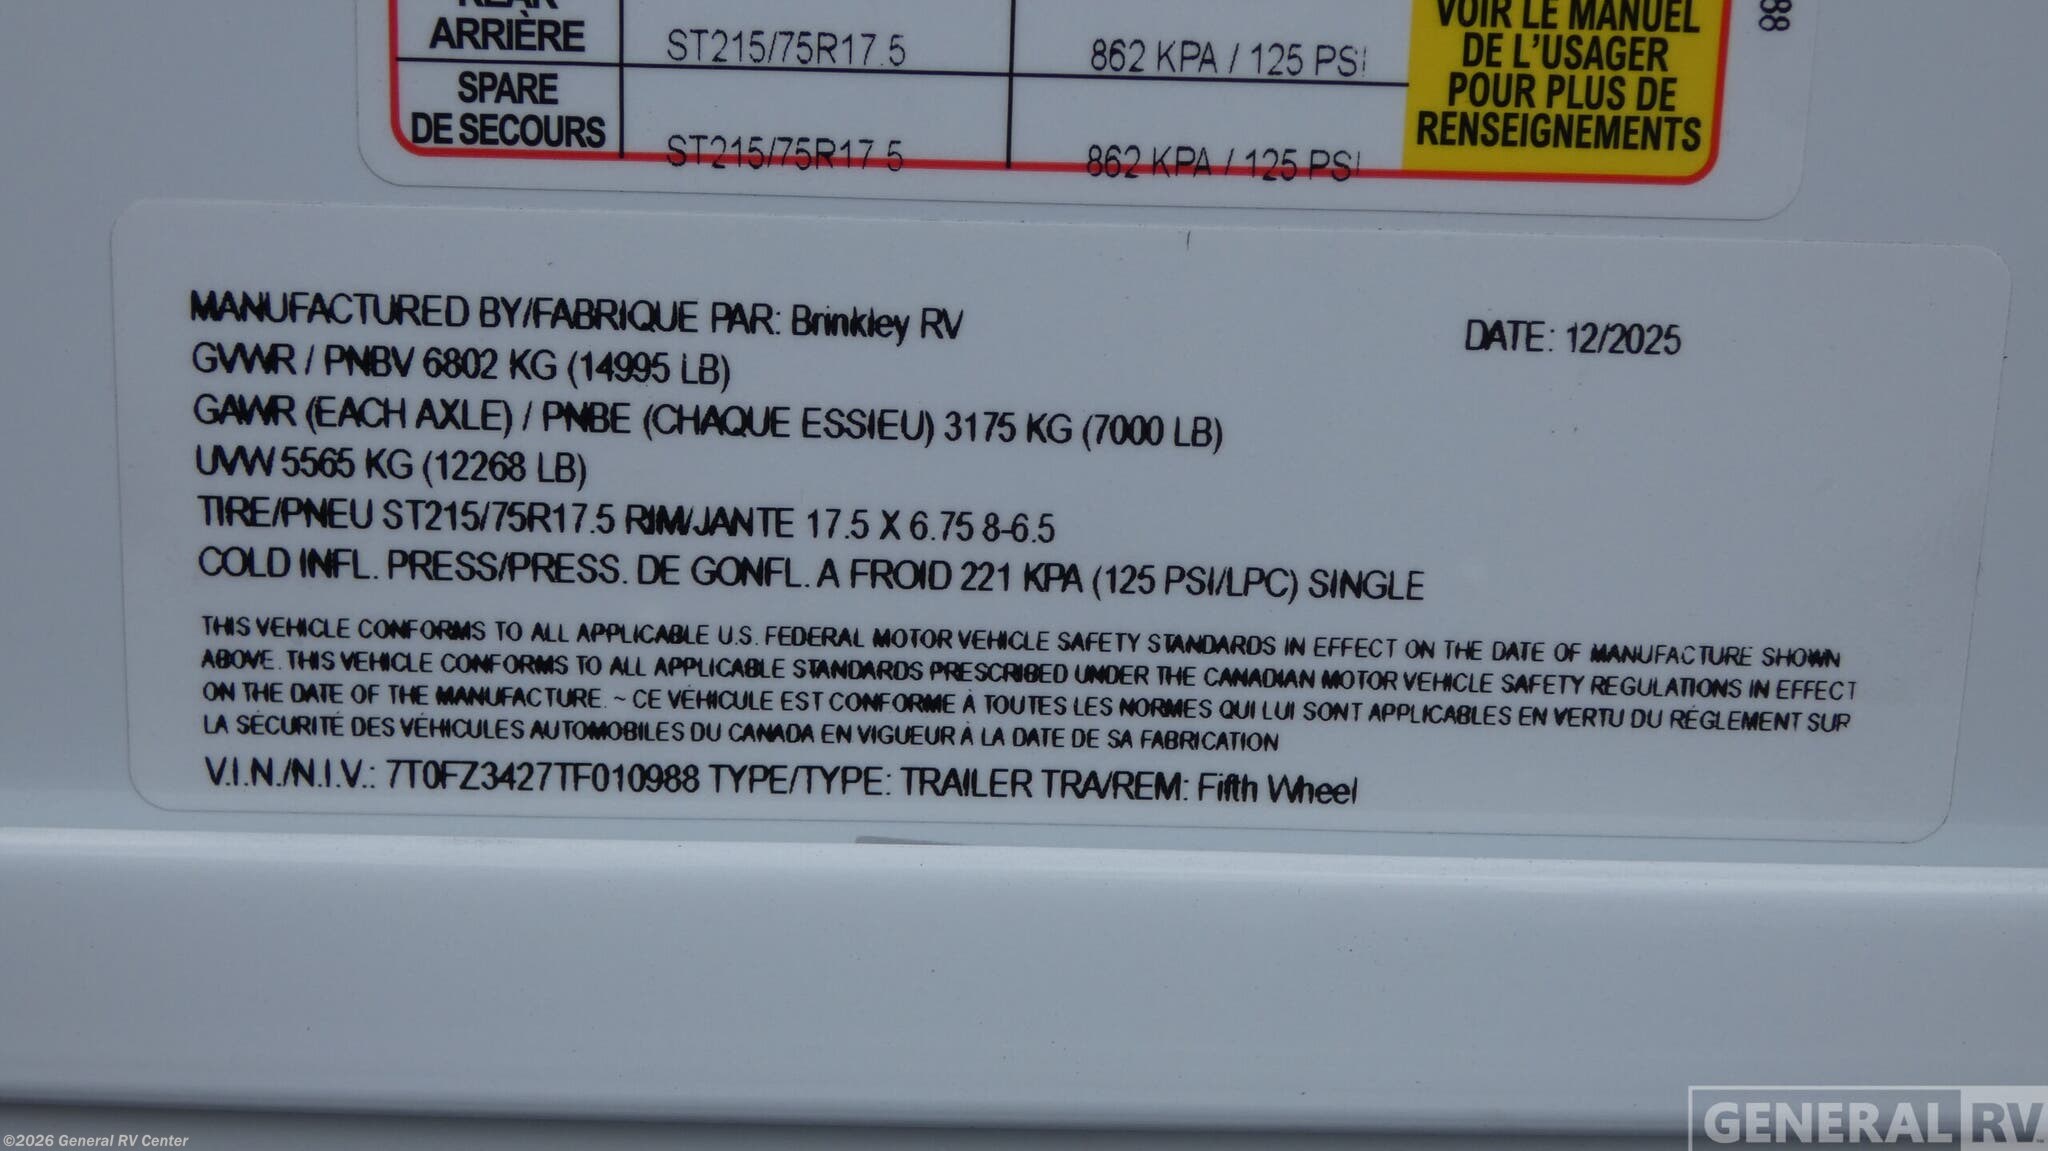 ARRIÈRE
ST215/75R17.5
862 KPA / 125 PSI
SPARE
DE SECOURS
ST215/75R17.5
862 KPA / 125 PSI
VOIR LE MANUEL
DE L'USAGER
POUR PLUS DE
RENSEIGNEMENTS
88
MANUFACTURED BY/FABRIQUE PAR: Brinkley RV
DATE: 12/2025
GVWR / PNBV 6802 KG (14995 LB)
GAWR (EACH AXLE) / PNBE (CHAQUE ESSIEU) 3175 KG (7000 LB)
UVW 5565 KG (12268 LB)
TIRE/PNEU ST215/75R17.5 RIM/JANTE 17.5 X 6.75 8-6.5
COLD INFL. PRESS/PRESS. DE GONFL. A FROID 221 KPA (125 PSI/LPC) SINGLE
THIS VEHICLE CONFORMS TO ALL APPLICABLE U.S. FEDERAL MOTOR VEHICLE SAFETY STANDARDS IN EFFECT ON THE DATE OF MANUFACTURE SHOWN
ABOVE. THIS VEHICLE CONFORMS TO ALL APPLICABLE STANDARDS PRESCRIBED UNDER THE CANADIAN MOTOR VEHICLE SAFETY REGULATIONS IN EFFECT
ON THE DATE OF THE MANUFACTURE. ~ CE VÉHICULE EST CONFORME À TOUTES LES NORMES QUI LUI SONT APPLICABLES EN VERTU DU RÈGLEMENT SUR
LA SÉCURITÉ DES VÉHICULES AUTOMOBILES DU CANADA EN VIGUEUR À LA DATE DE SA FABRICATION
V.I.N./N.I.V.: 7T0FZ3427TF010988 TYPE/TYPE: TRAILER TRA/REM: Fifth Wheel
©2026 General RV Center
GENERAL RV